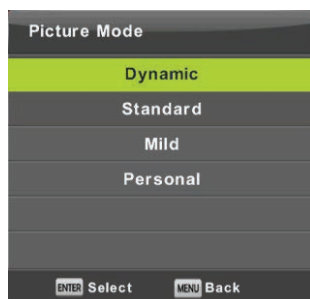 Picture Mode
Dynamic
Standard
Mild
Personal
ENTER Select MENU Back